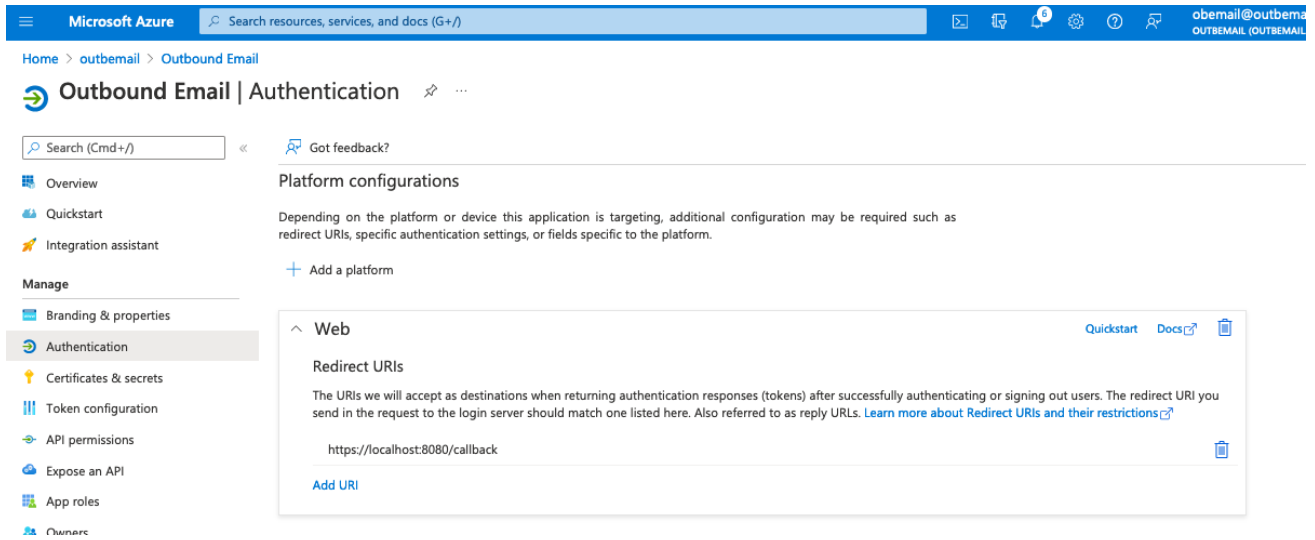 Microsoft Azure
Search resources, services, and docs (G+/)
6
obemail@outbema
OUTBEMAIL (OUTBEMAIL
Home > outbemail > Outbound Email
Outbound Email | Authentication
Search (Cmd+/)
«
Got feedback?
Overview
Quickstart
Integration assistant
Manage
Branding & properties
Authentication
Certificates & secrets
Token configuration
API permissions
Expose an API
App roles
Owners
Platform configurations
Depending on the platform or device this application is targeting, additional configuration may be required such as
redirect URIs, specific authentication settings, or fields specific to the platform.
Add a platform
Web
Quickstart
Docs
Redirect URIs
The URIs we will accept as destinations when returning authentication responses (tokens) after successfully authenticating or signing out users. The redirect URI you
send in the request to the login server should match one listed here. Also referred to as reply URLs. Learn more about Redirect URIs and their restrictions
https://localhost:8080/callback
Add URI